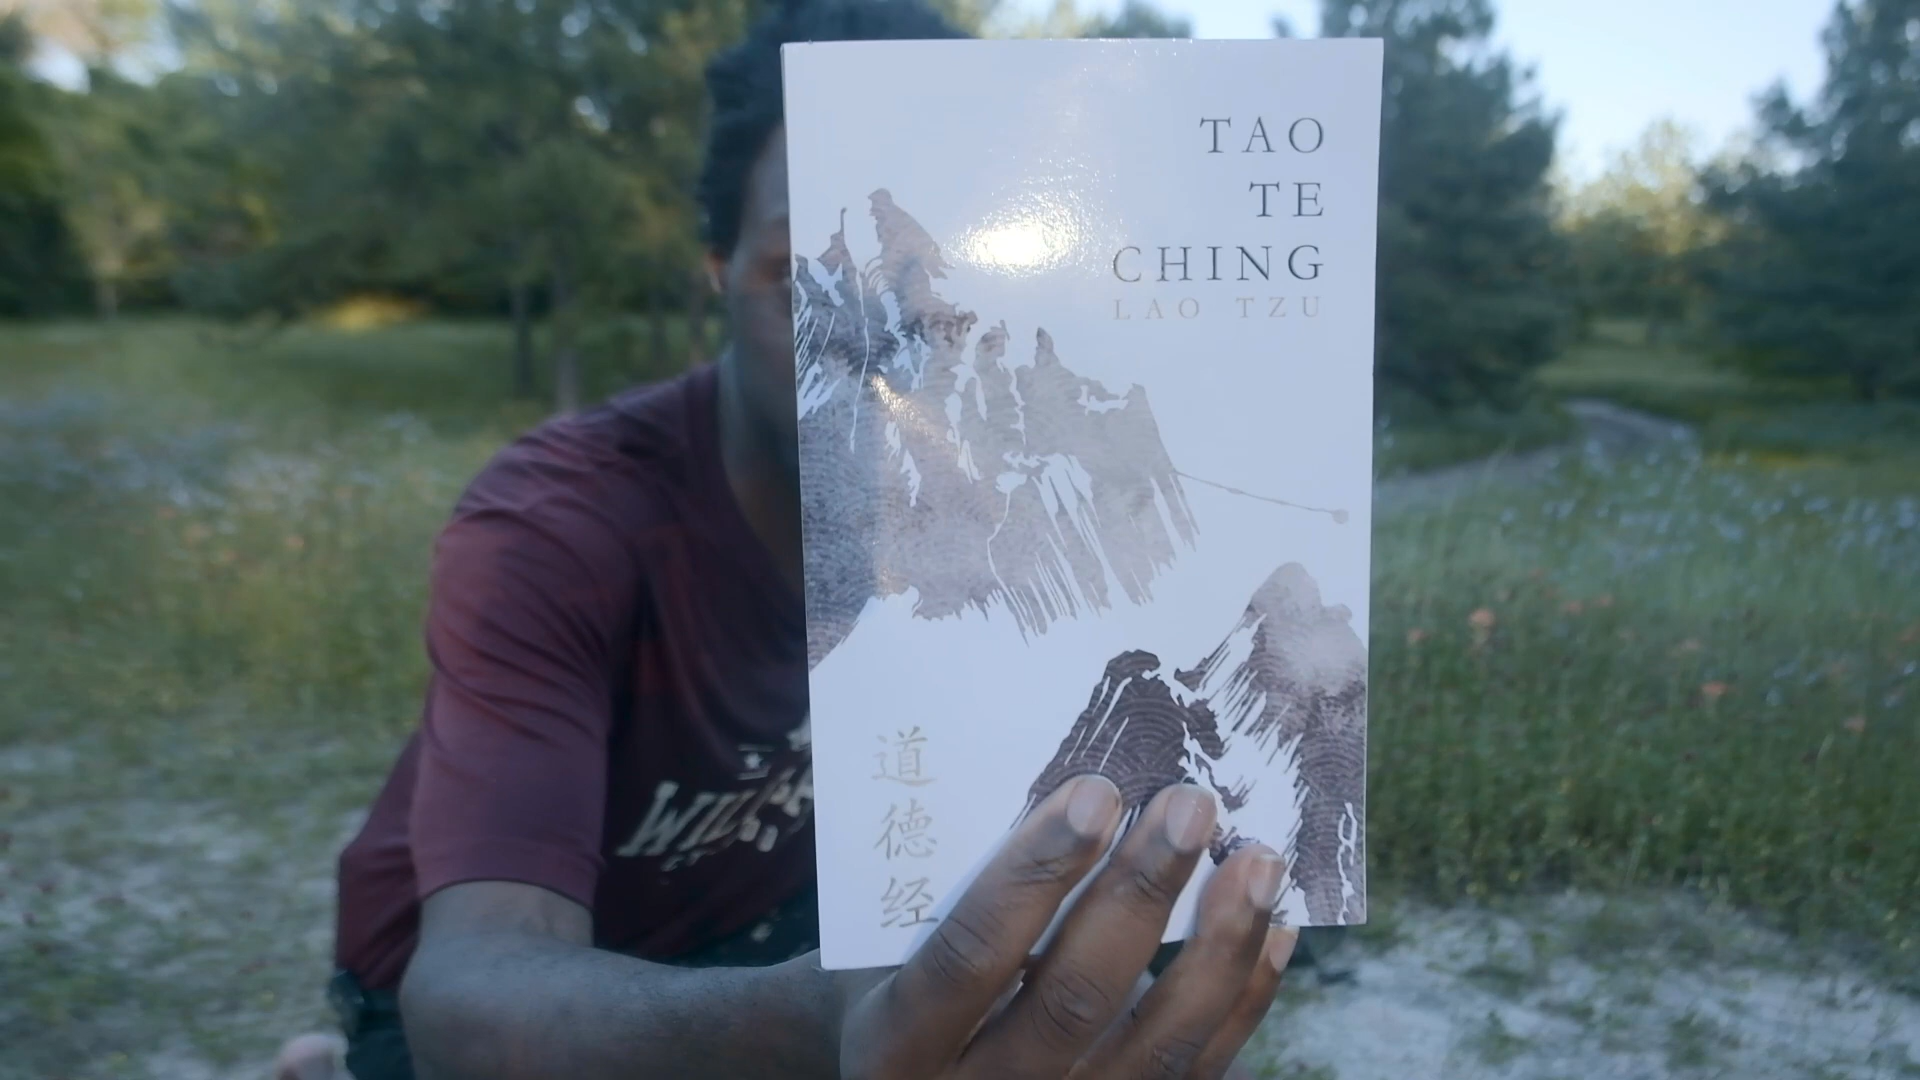 TAO
TE
CHING
LAO TZU
道
德
经